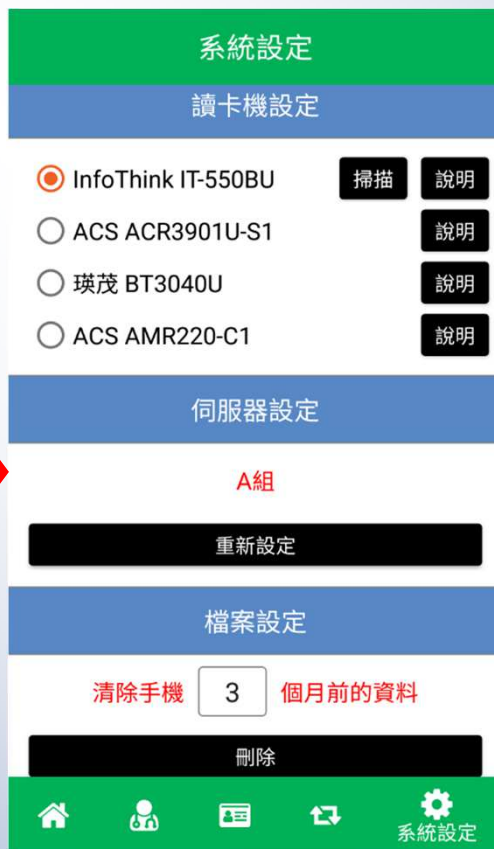 系統設定
讀卡機設定
InfoThink IT-550BU 掃描 說明
ACS ACR3901U-S1 說明
瑛茂 BT3040U 說明
ACS AMR220-C1 說明
伺服器設定
A組
重新設定
檔案設定
清除手機 3 個月前的資料
刪除
系統設定